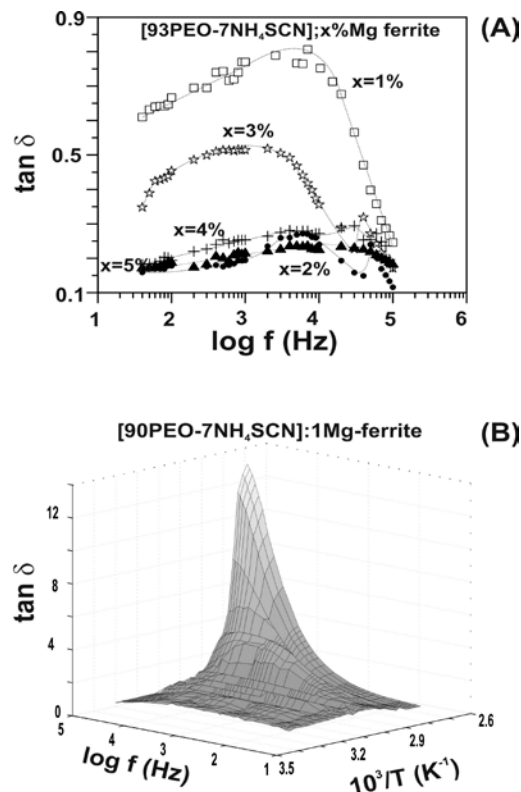 [93PEO-7NH₄SCN];x%Mg ferrite
(A)
0.9
x=1%
x=3%
0.5
tan δ
x=4%
x=5%
x=2%
0.1
1 2 3 4 5 6
log f (Hz)
[90PEO-7NH₄SCN]:1Mg-ferrite
(B)
12
tan δ
8
4
0
5 4 3 2 1
3.5 3.2 2.9 2.6
log f (Hz)
10³/T (K⁻¹)